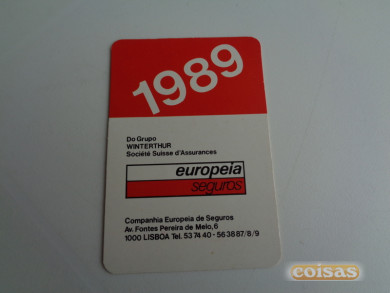 1989
Do Grupo
WINTERTHUR
Société Suisse d'Assurances
europeia
seguros
Companhia Europeia de Seguros
Av. Fontes Pereira de Melo, 6
1000 LISBOA Tel. 53 74 40 - 56 38 87/8/9
coisas